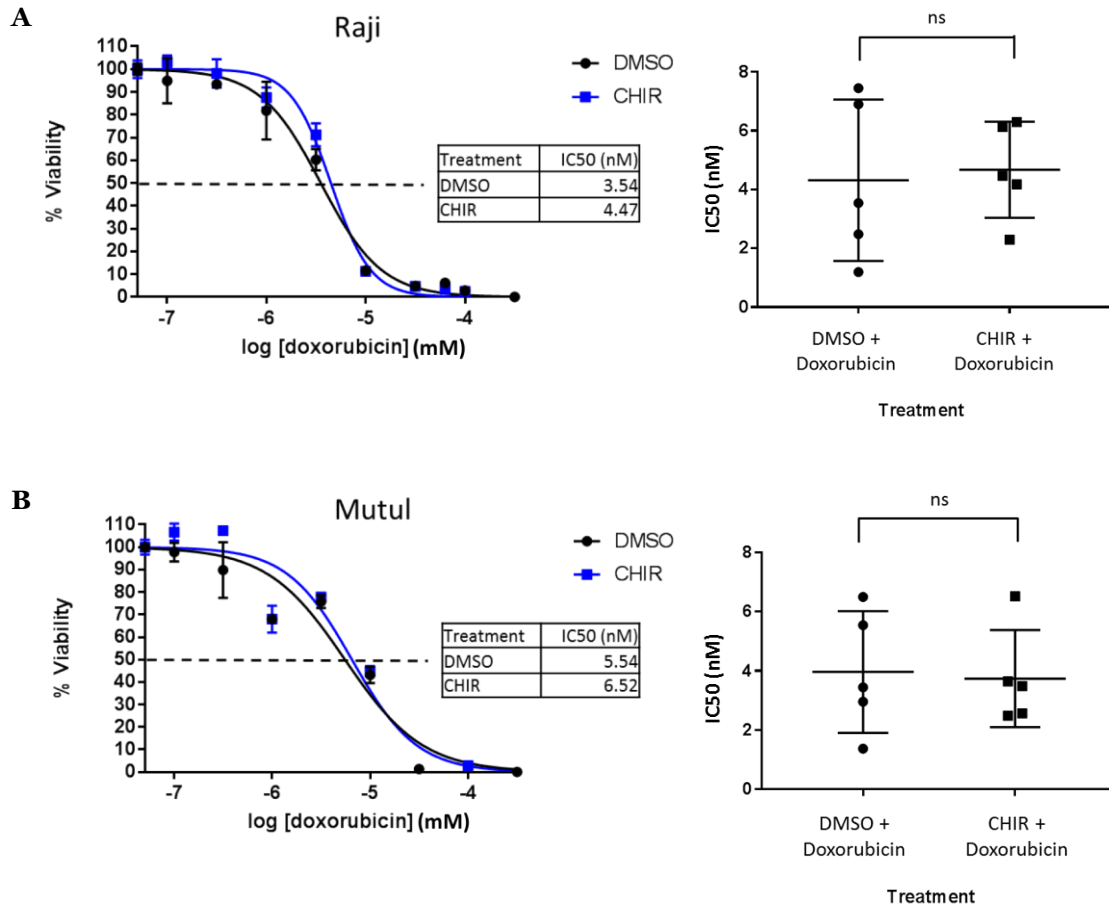 A
Raji
110
100
90
80
70
60
50
40
30
20
10
0
% Viability
-7
-6
-5
-4
log [doxorubicin] (mM)
DMSO
CHIR
Treatment IC50 (nM)
DMSO 3.54
CHIR 4.47
ns
8
6
4
2
0
IC50 (nM)
DMSO +
Doxorubicin
CHIR +
Doxorubicin
Treatment
B
MutuI
110
100
90
80
70
60
50
40
30
20
10
0
% Viability
-7
-6
-5
-4
log [doxorubicin] (mM)
DMSO
CHIR
Treatment IC50 (nM)
DMSO 5.54
CHIR 6.52
ns
8
6
4
2
0
IC50 (nM)
DMSO +
Doxorubicin
CHIR +
Doxorubicin
Treatment